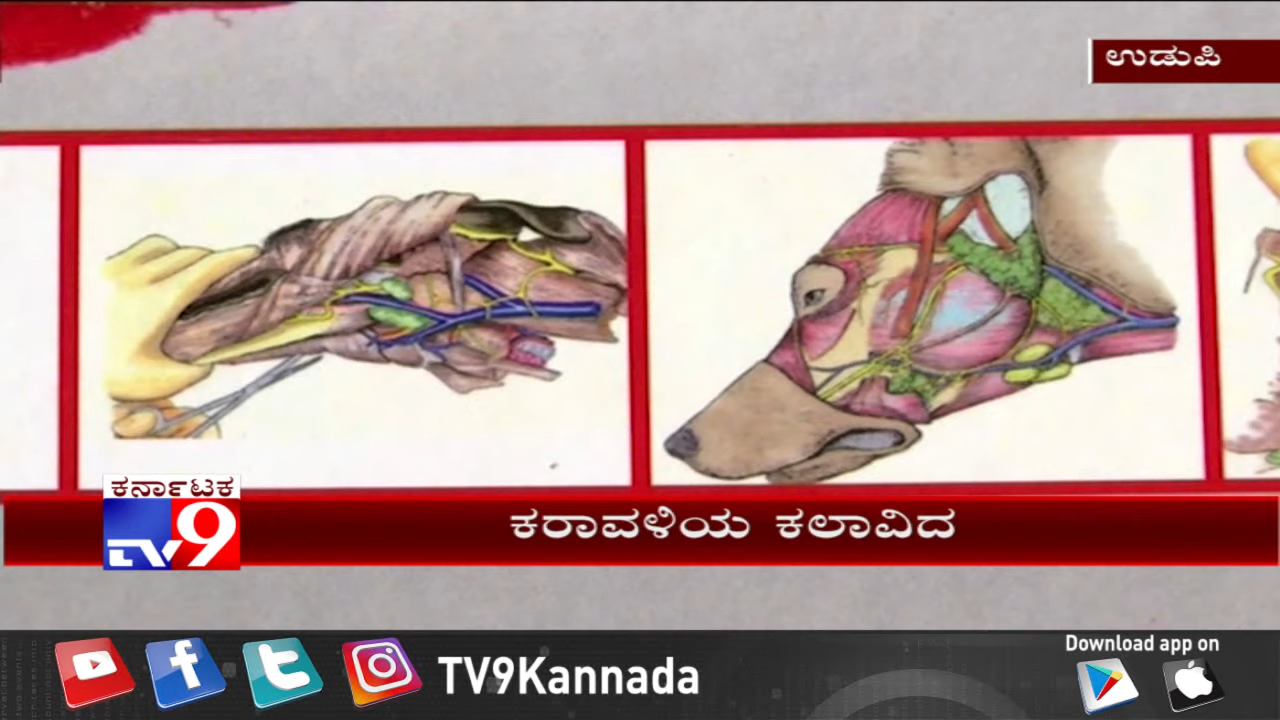 ಉಡುಪಿ
ಕರ್ನಾಟಕ
TV9
ಕರಾವಳಿಯ ಕಲಾವಿದ
Download app on
TV9Kannada